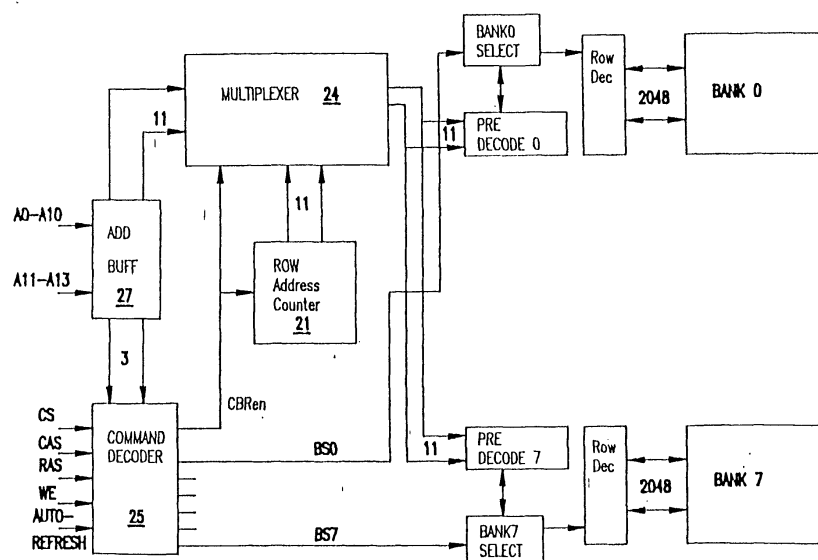 BANK0
SELECT
Row
Dec
2048
BANK 0
MULTIPLEXER 24
11
11
PRE
DECODE 0
A0-A10
ADD
BUFF
27
A11-A13
11
ROW
Address
Counter
21
3
CBRen
CS
CAS
RAS
WE
AUTO-
REFRESH
COMMAND
DECODER
25
BS0
BS7
11
PRE
DECODE 7
BANK7
SELECT
Row
Dec
2048
BANK 7